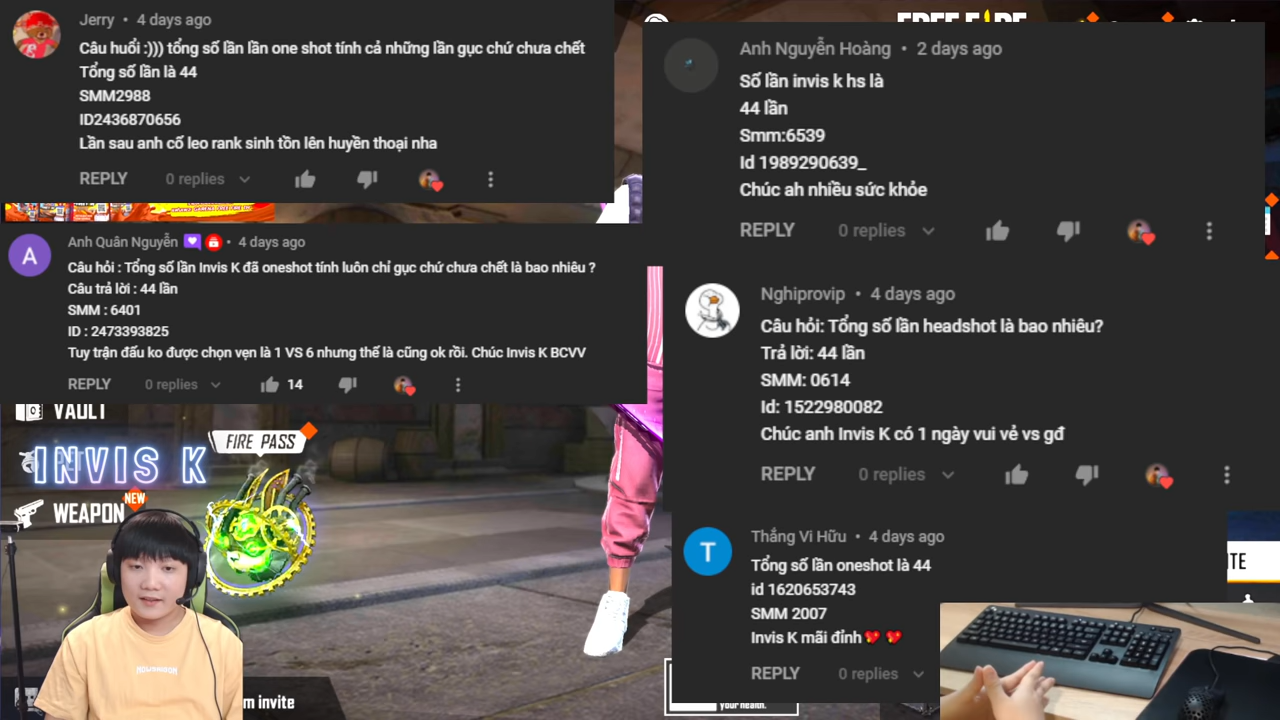 Jerry • 4 days ago
Câu huổi :))) tổng số lần lần one shot tính cả những lần gục chứ chưa chết
Tổng số lần là 44
SMM2988
ID2436870656
Lần sau anh cố leo rank sinh tồn lên huyền thoại nha
REPLY 0 replies
A
Anh Quân Nguyễn • 4 days ago
Câu hỏi : Tổng số lần Invis K đã oneshot tính luôn chỉ gục chứ chưa chết là bao nhiêu ?
Câu trả lời : 44 lần
SMM : 6401
ID : 2473393825
Tuy trận đấu ko được chọn vẹn là 1 VS 6 nhưng thế là cũng ok rồi. Chúc Invis K BCVV
REPLY 0 replies 14
VAULT
INVIS K
FIRE PASS
NEW
WEAPON
m invite
FREE FIRE
Anh Nguyễn Hoàng • 2 days ago
Số lần invis k hs là
44 lần
Smm:6539
Id 1989290639_
Chúc ah nhiều sức khỏe
REPLY 0 replies
Nghiprovip • 4 days ago
Câu hỏi: Tổng số lần headshot là bao nhiêu?
Trả lời: 44 lần
SMM: 0614
Id: 1522980082
Chúc anh Invis K có 1 ngày vui vẻ vs gđ
REPLY 0 replies
T
Thắng Vi Hữu • 4 days ago
Tổng số lần oneshot là 44
id 1620653743
SMM 2007
Invis K mãi đỉnh
REPLY 0 replies
ITE
your health.